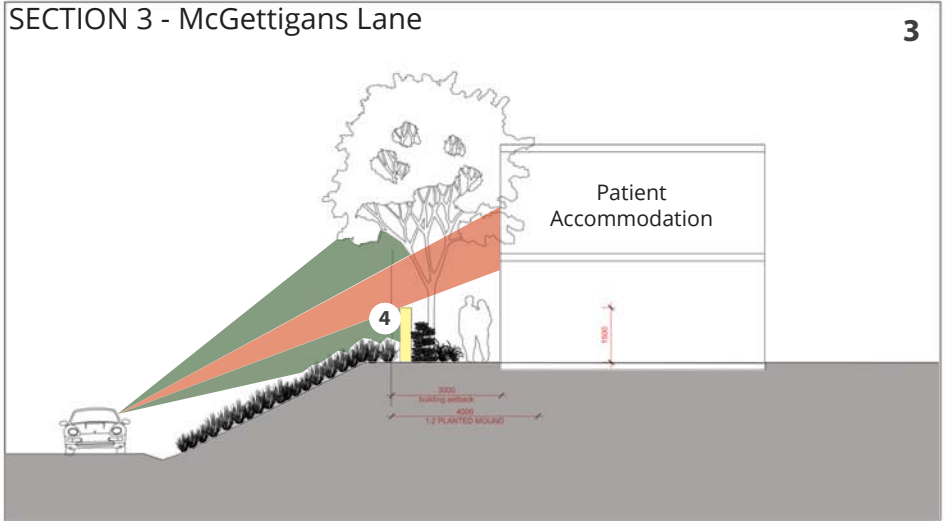 SECTION 3 - McGettigans Lane
3
Patient
Accommodation
4
1500
3000
building setback
4000
1:2 PLANTED MOUND